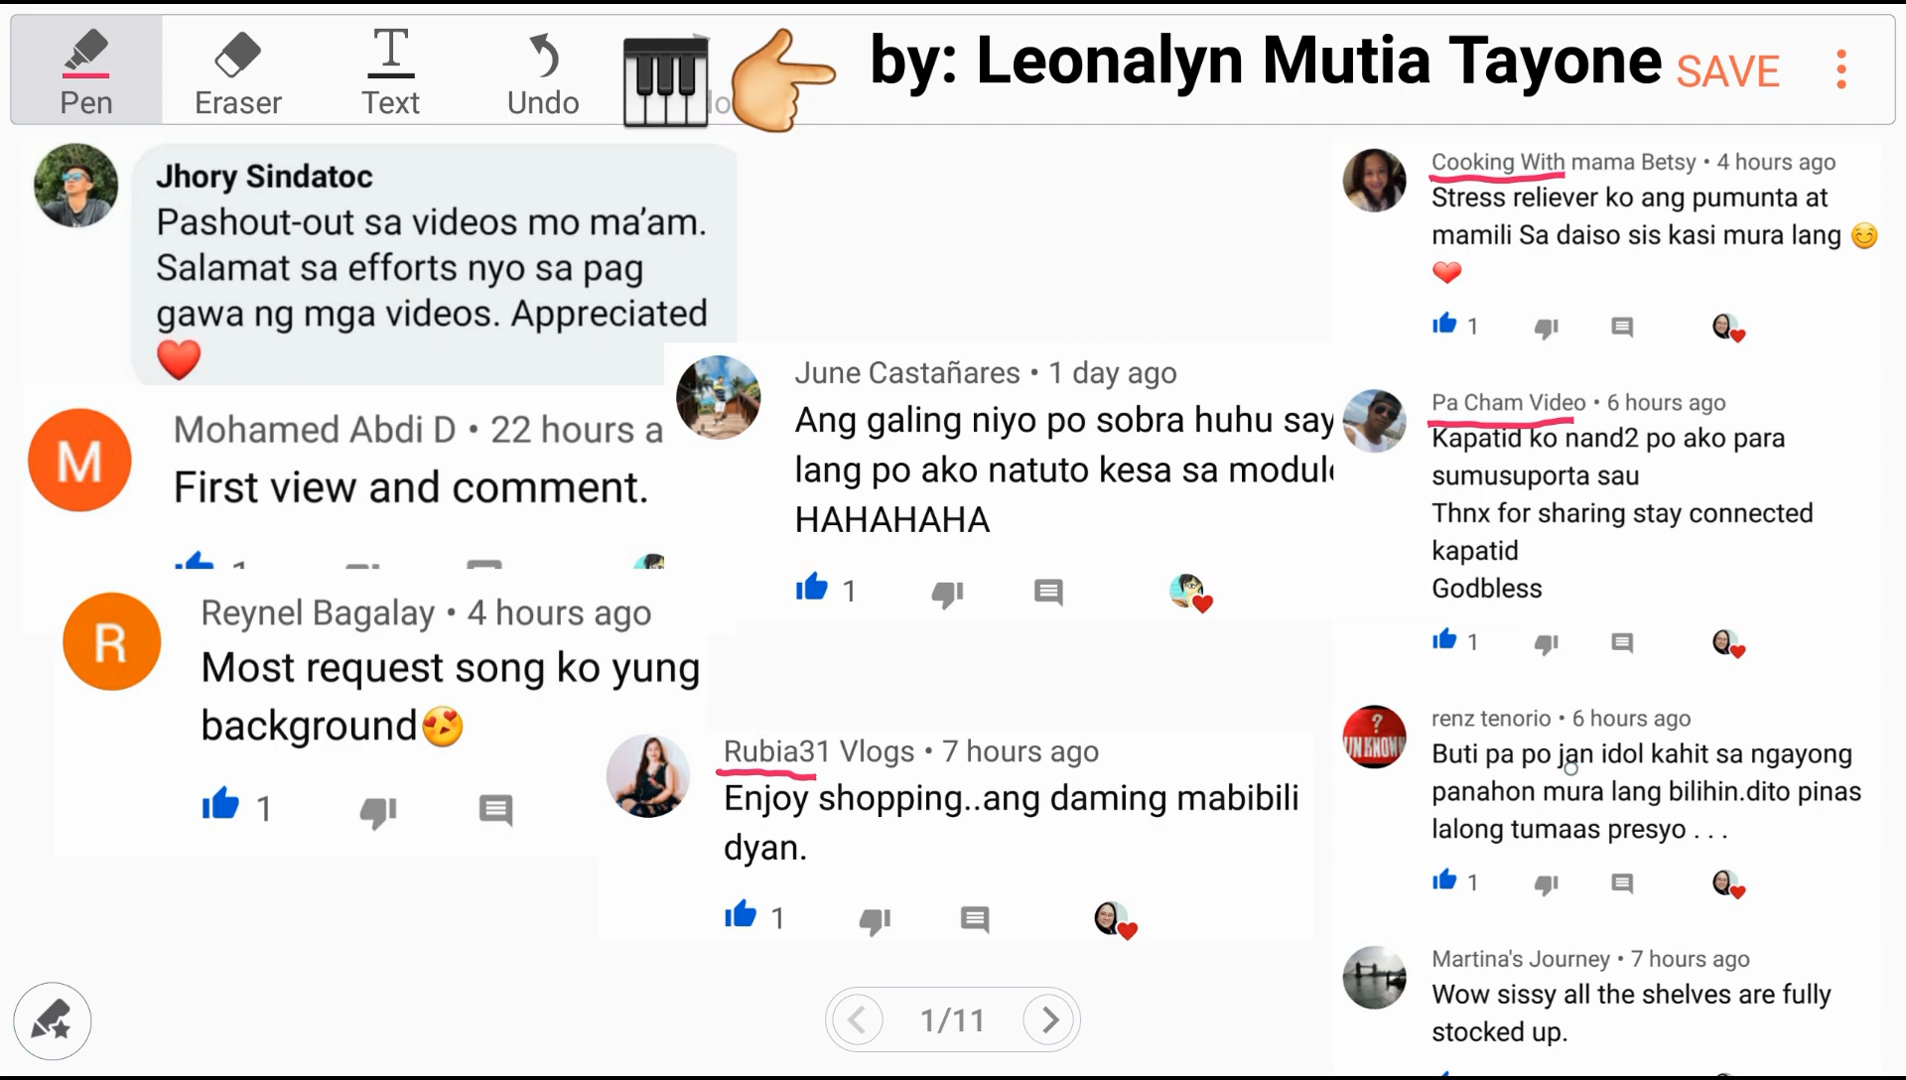 Pen
Eraser
Text
Undo
by: Leonalyn Mutia Tayone
SAVE
Jhory Sindatoc
Pashout-out sa videos mo ma'am.
Salamat sa efforts nyo sa pag
gawa ng mga videos. Appreciated
❤️
M
Mohamed Abdi D • 22 hours a
First view and comment.
1
R
Reynel Bagalay • 4 hours ago
Most request song ko yung
background😍
1
June Castañares • 1 day ago
Ang galing niyo po sobra huhu say
lang po ako natuto kesa sa modul
HAHAHAHA
1
Rubia31 Vlogs • 7 hours ago
Enjoy shopping..ang daming mabibili
dyan.
1
Cooking With mama Betsy • 4 hours ago
Stress reliever ko ang pumunta at
mamili Sa daiso sis kasi mura lang 😊
❤️
1
Pa Cham Video • 6 hours ago
Kapatid ko nand2 po ako para
sumusuporta sau
Thnx for sharing stay connected
kapatid
Godbless
1
?
UNKNOWN
renz tenorio • 6 hours ago
Buti pa po jan idol kahit sa ngayong
panahon mura lang bilihin.dito pinas
lalong tumaas presyo . . .
1
Martina's Journey • 7 hours ago
Wow sissy all the shelves are fully
stocked up.
1/11